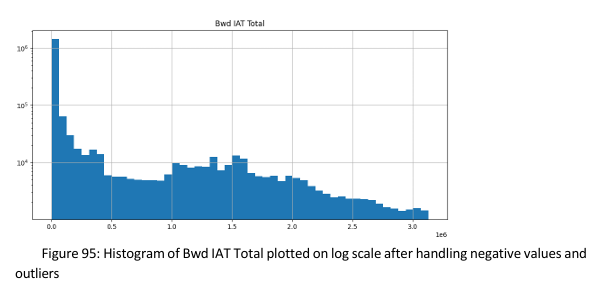 Bwd IAT Total
10⁶
10⁵
10⁴
0.0 0.5 1.0 1.5 2.0 2.5 3.0
1e6
Figure 95: Histogram of Bwd IAT Total plotted on log scale after handling negative values and
outliers